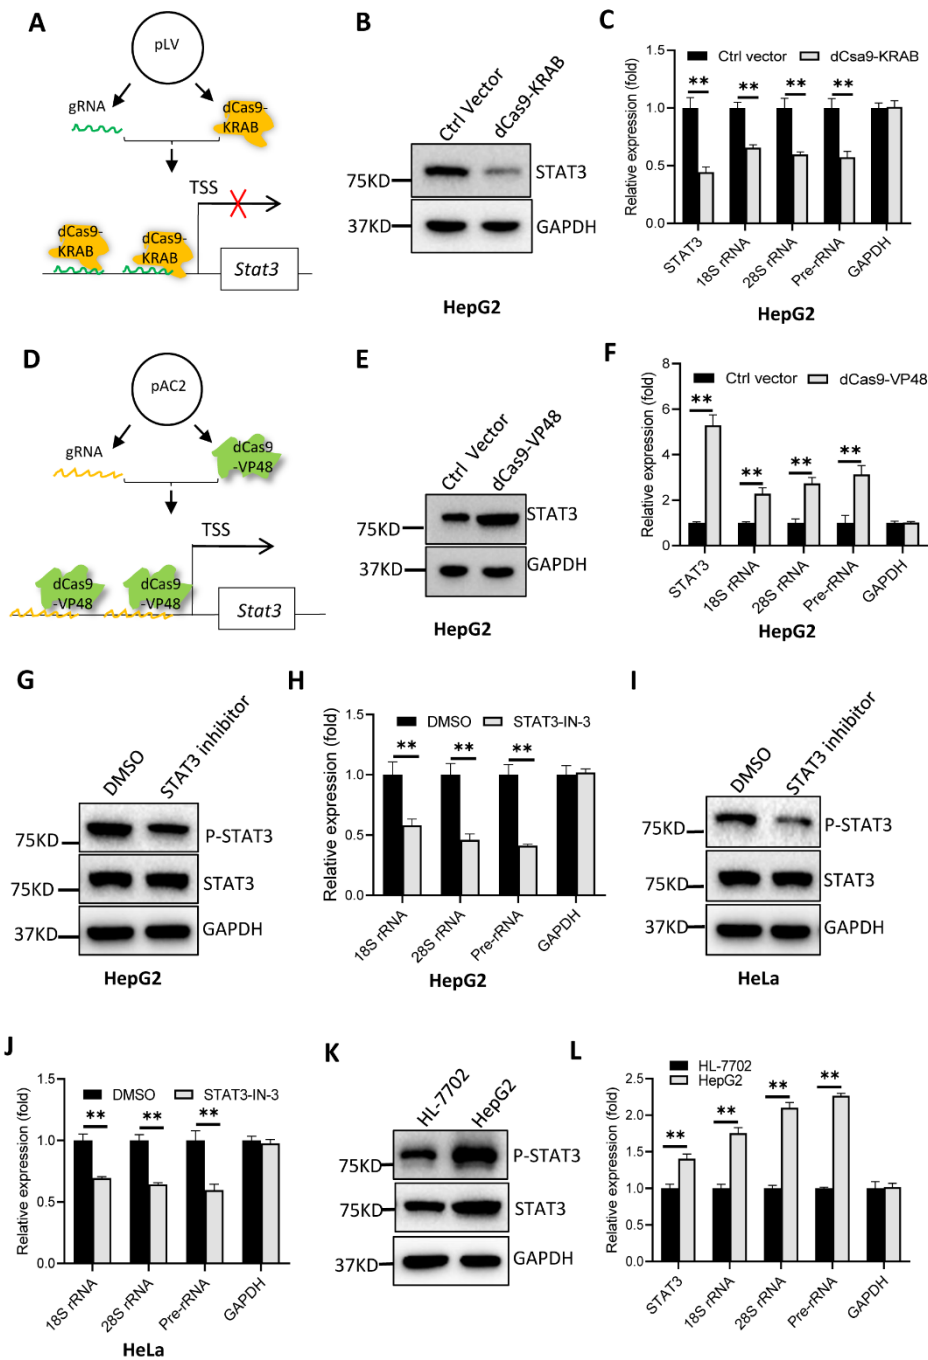 A
pLV
gRNA
dCas9-
KRAB
TSS
dCas9-
KRAB
dCas9-
KRAB
Stat3
B
Ctrl Vector
dCas9-KRAB
75KD
STAT3
37KD
GAPDH
HepG2
C
Relative expression (fold)
1.5
1.0
0.5
0.0
Ctrl vector
dCsa9-KRAB
**
**
**
**
STAT3
18S rRNA
28S rRNA
Pre-rRNA
GAPDH
HepG2
D
pAC2
gRNA
dCas9
-VP48
TSS
dCas9
-VP48
dCas9
-VP48
Stat3
E
Ctrl Vector
dCas9-VP48
75KD
STAT3
37KD
GAPDH
HepG2
F
Relative expression (fold)
8
6
4
2
0
Ctrl vector
dCas9-VP48
**
**
**
**
STAT3
18S rRNA
28S rRNA
Pre-rRNA
GAPDH
HepG2
G
DMSO
STAT3 inhibitor
75KD
P-STAT3
75KD
STAT3
37KD
GAPDH
HepG2
H
Relative expression (fold)
1.5
1.0
0.5
0.0
DMSO
STAT3-IN-3
**
**
**
18S rRNA
28S rRNA
Pre-rRNA
GAPDH
HepG2
I
DMSO
STAT3 inhibitor
75KD
P-STAT3
75KD
STAT3
37KD
GAPDH
HeLa
J
Relative expression (fold)
1.5
1.0
0.5
0.0
DMSO
STAT3-IN-3
**
**
**
18S rRNA
28S rRNA
Pre-rRNA
GAPDH
HeLa
K
HL-7702
HepG2
75KD
P-STAT3
75KD
STAT3
37KD
GAPDH
L
Relative expression (fold)
2.5
2.0
1.5
1.0
0.5
0.0
HL-7702
HepG2
**
**
**
**
STAT3
18S rRNA
28S rRNA
Pre-rRNA
GAPDH